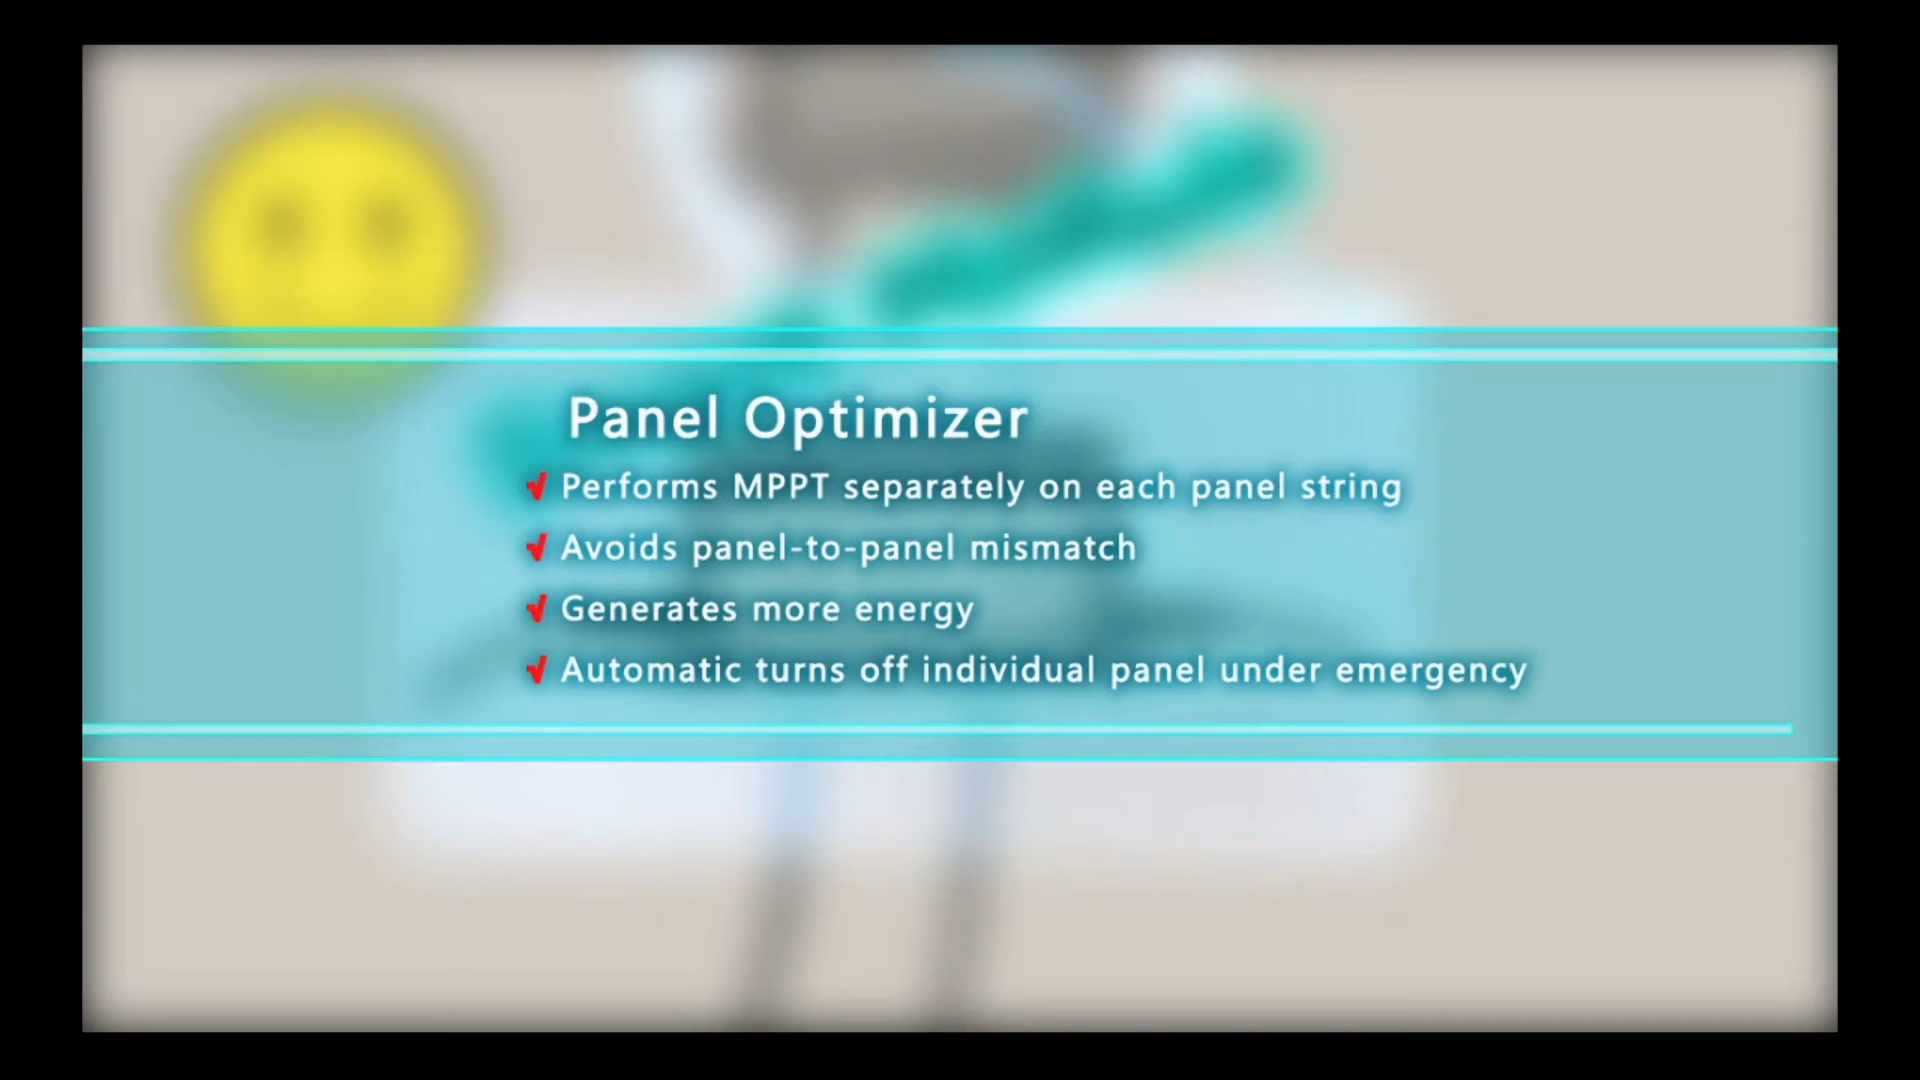 Panel Optimizer
√ Performs MPPT separately on each panel string
√ Avoids panel-to-panel mismatch
√ Generates more energy
√ Automatic turns off individual panel under emergency